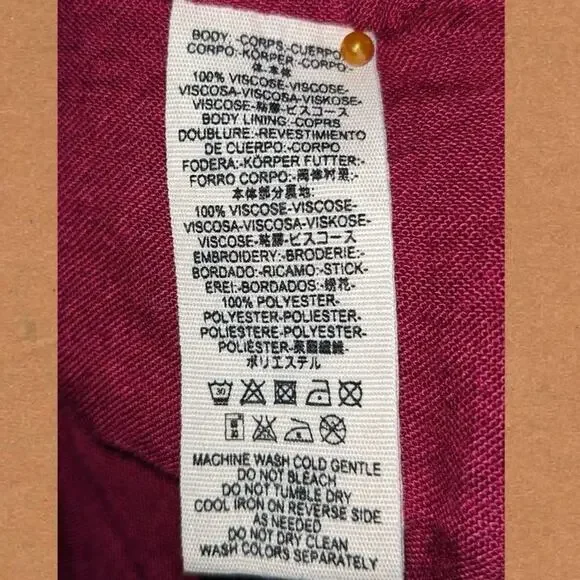 BODY:-CORPS-CUERPO-
CORPO-KÖRPER-CORPO-
体-本体
100% VISCOSE-VISCOSE-
VISCOSA-VISCOSA-VISKOSE-
VISCOSE-粘膠-ビスコース
BODY LINING:-COPRS
DOUBLURE:-REVESTIMIENTO
DE CUERPO:-CORPO
FODERA:-KÖRPER FUTTER:-
FORRO CORPO:-
本体部分裏地:
100% VISCOSE-VISCOSE-
VISCOSA-VISCOSA-VISKOSE-
VISCOSE-粘膠-ビスコース
EMBROIDERY:-BRODERIE:-
BORDADO:-RICAMO:-STICK-
EREI:-BORDADOS:-繡花-
100% POLYESTER-
POLYESTER-POLIESTER-
POLIESTERE-POLYESTER-
POLIÉSTER-
ポリエステル
30
MACHINE WASH COLD GENTLE
DO NOT BLEACH
DO NOT TUMBLE DRY
COOL IRON ON REVERSE SIDE
AS NEEDED
DO NOT DRY CLEAN
WASH COLORS SEPARATELY